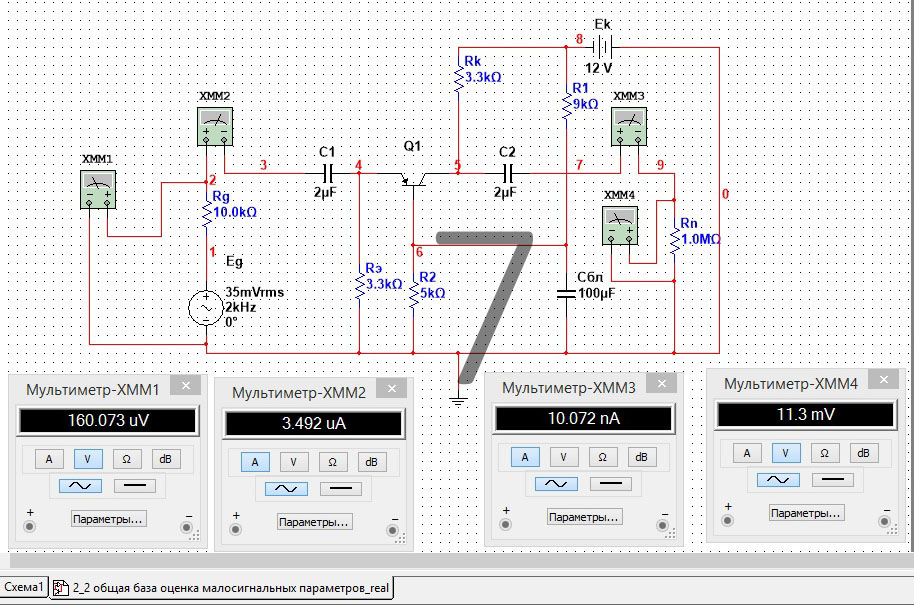 Ek
8
12 V
Rk
3.3kΩ
R1
9kΩ
XMM2
XMM3
XMM1
C1
Q1
C2
3
4
5
7
9
2µF
2µF
2
0
Rg
10.0kΩ
XMM4
Rn
1.0MΩ
1
Eg
6
Rэ
3.3kΩ
R2
5kΩ
Сбл
100µF
35mVrms
2kHz
0°
7
Мультиметр-XMM1
160.073 uV
A V Ω dB
+
Параметры...
-
Мультиметр-XMM2
3.492 uA
A V Ω dB
+
Параметры...
-
Мультиметр-XMM3
10.072 nA
A V Ω dB
+
Параметры...
-
Мультиметр-XMM4
11.3 mV
A V Ω dB
+
Параметры...
-
Схема1
2_2 общая база оценка малосигнальных параметров_real